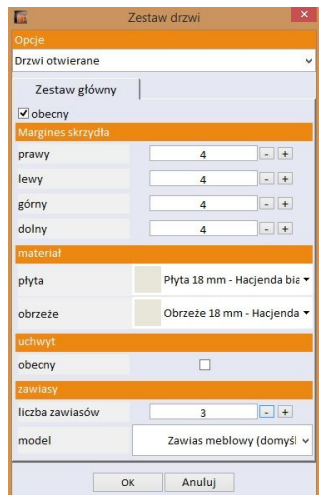 Zestaw drzwi
Opcje
Drzwi otwierane
Zestaw główny
obecny
Margines skrzydła
prawy 4 - +
lewy 4 - +
górny 4 - +
dolny 4 - +
materiał
płyta Płyta 18 mm - Hacjenda bia
obrzeże Obrzeże 18 mm - Hacjenda
uchwyt
obecny
zawiasy
liczba zawiasów 3 - +
model Zawias meblowy (domyśl
OK Anuluj